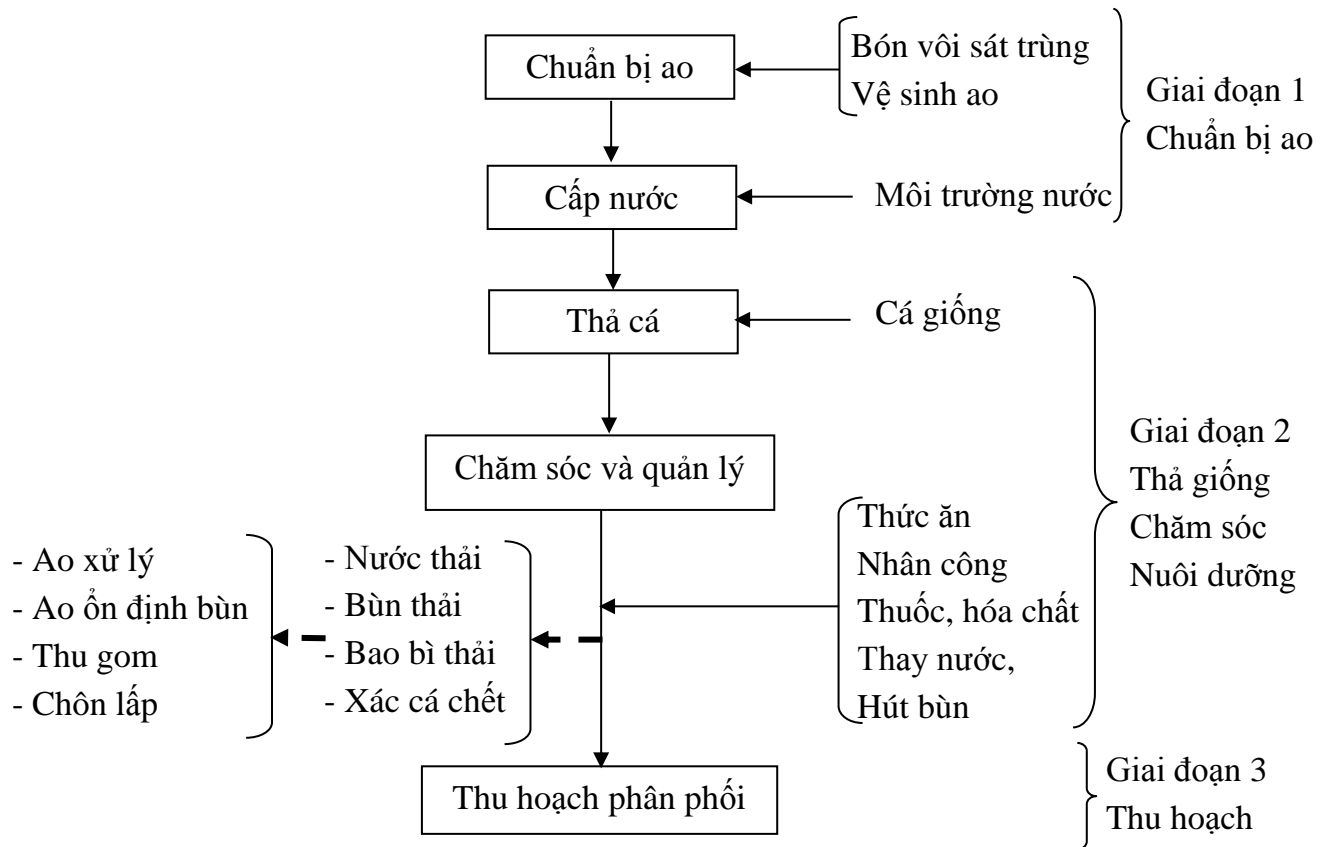 Chuẩn bị ao
Bón vôi sát trùng
Vệ sinh ao
Giai đoạn 1
Chuẩn bị ao
Cấp nước
Môi trường nước
Thả cá
Cá giống
Chăm sóc và quản lý
Giai đoạn 2
Thả giống
Chăm sóc
Nuôi dưỡng
Thức ăn
Nhân công
Thuốc, hóa chất
Thay nước,
Hút bùn
- Nước thải
- Bùn thải
- Bao bì thải
- Xác cá chết
- Ao xử lý
- Ao ổn định bùn
- Thu gom
- Chôn lấp
Thu hoạch phân phối
Giai đoạn 3
Thu hoạch